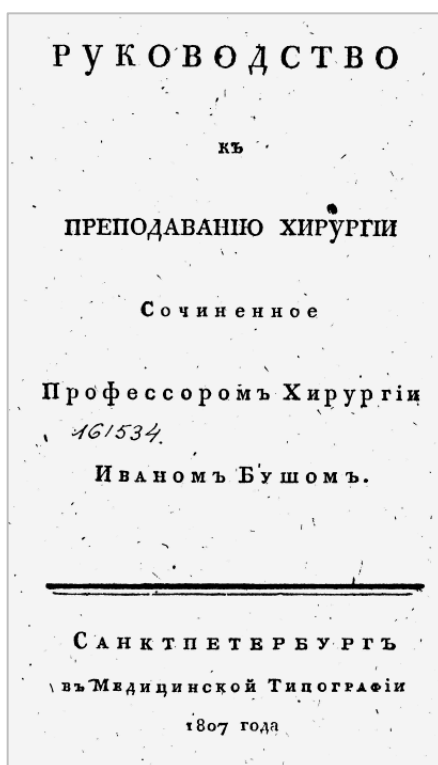 РУКОВОДСТВО
КЪ
ПРЕПОДАВАНІЮ ХИРУРГІИ
Сочиненное
Профессоромъ Хирургіи
161534.
Иваномъ Бушомъ.
САНКТПЕТЕРБУРГЪ
въ Медицинской Типографіи
1807 года